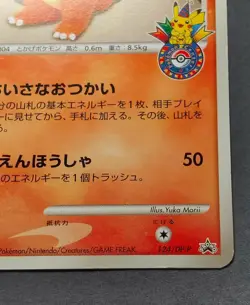 004 とかげポケモン 高さ 0.6m 重さ 8.5kg
いさなおつかい
分の山札の基本エネルギーを1枚、相手プレイ
ーに見せてから、手札に加える。その後、山札を
えんほうしゃ 50
のエネルギーを1個トラッシュ。
Illus. Yuka Morii
抵抗力 にげる
Pokémon/Nintendo/Creatures/GAME FREAK.